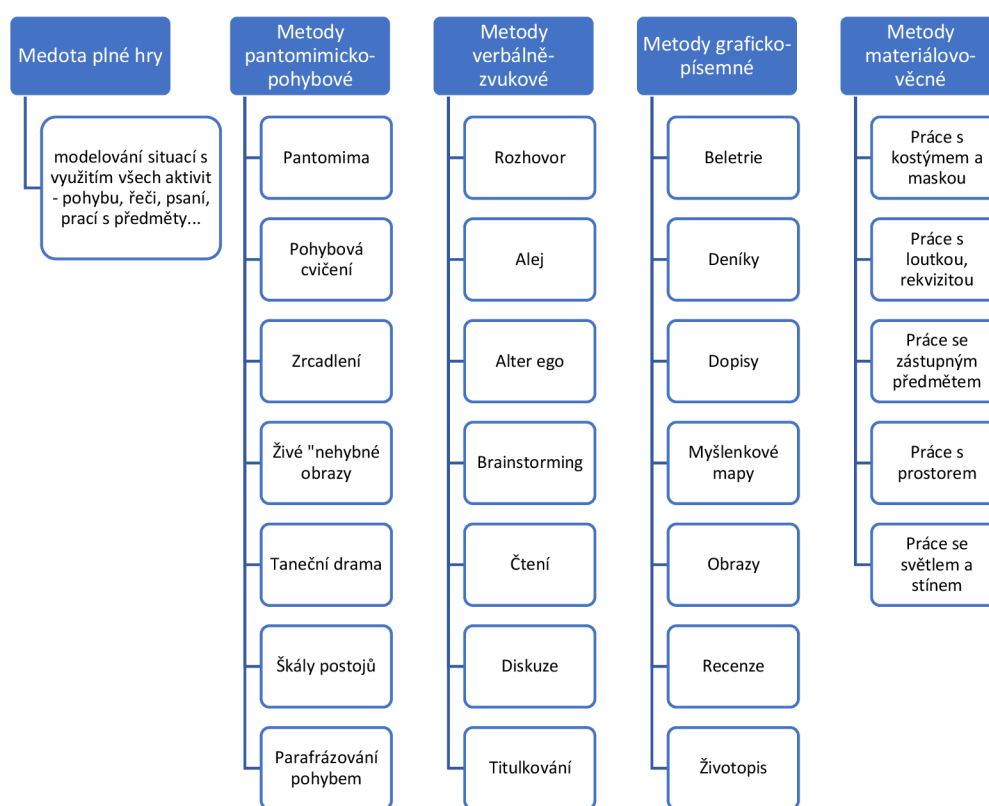 Medota plné hry
modelování situací s
využitím všech aktivit
- pohybu, řeči, psaní,
prací s předměty...
Metody
pantomimicko-
pohybové
Pantomima
Pohybová
cvičení
Zrcadlení
Živé "nehybné
obrazy
Taneční drama
Škály postojů
Parafrázování
pohybem
Metody
verbálně-
zvukové
Rozhovor
Alej
Alter ego
Brainstorming
Čtení
Diskuze
Titulkování
Metody graficko-
písemné
Beletrie
Deníky
Dopisy
Myšlenkové
mapy
Obrazy
Recenze
Životopis
Metody
materiálovo-
věcné
Práce s
kostýmem a
maskou
Práce s
loutkou,
rekvizitou
Práce se
zástupným
předmětem
Práce s
prostorem
Práce se
světlem a
stínem